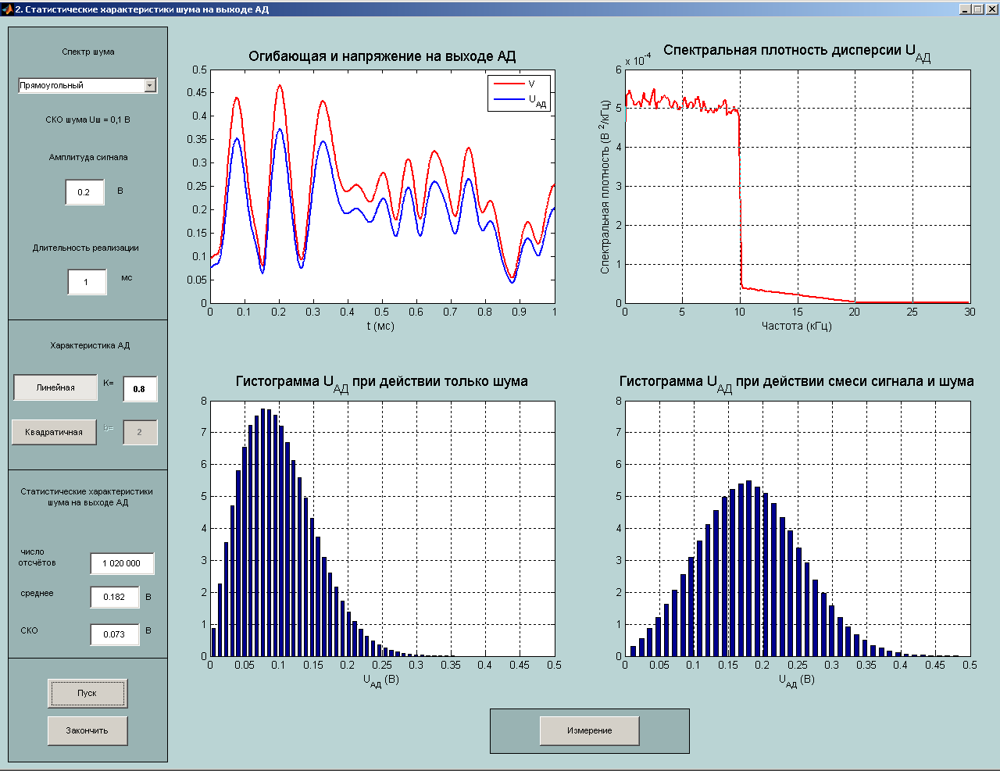 2. Статистические характеристики шума на выходе АД
Спектр шума
Прямоугольный
СКО шума Uш = 0,1 В
Амплитуда сигнала
0.2 В
Длительность реализации
1 мс
Характеристика АД
Линейная K= 0.8
Квадратичная b= 2
Статистические характеристики
шума на выходе АД
число
отсчётов 1 020 000
среднее 0.182 В
СКО 0.073 В
Пуск
Закончить
Огибающая и напряжение на выходе АД
V
UАД
0.5
0.45
0.4
0.35
0.3
0.25
0.2
0.15
0.1
0.05
0
0 0.1 0.2 0.3 0.4 0.5 0.6 0.7 0.8 0.9 1
t (мс)
Спектральная плотность дисперсии UАД
x 10-4
Спектральная плотность (В 2/кГц)
6
5
4
3
2
1
0
0 5 10 15 20 25 30
Частота (кГц)
Гистограмма UАД при действии только шума
8
7
6
5
4
3
2
1
0
0 0.05 0.1 0.15 0.2 0.25 0.3 0.35 0.4 0.45 0.5
UАД (В)
Гистограмма UАД при действии смеси сигнала и шума
8
7
6
5
4
3
2
1
0
0 0.05 0.1 0.15 0.2 0.25 0.3 0.35 0.4 0.45 0.5
UАД (В)
Измерение